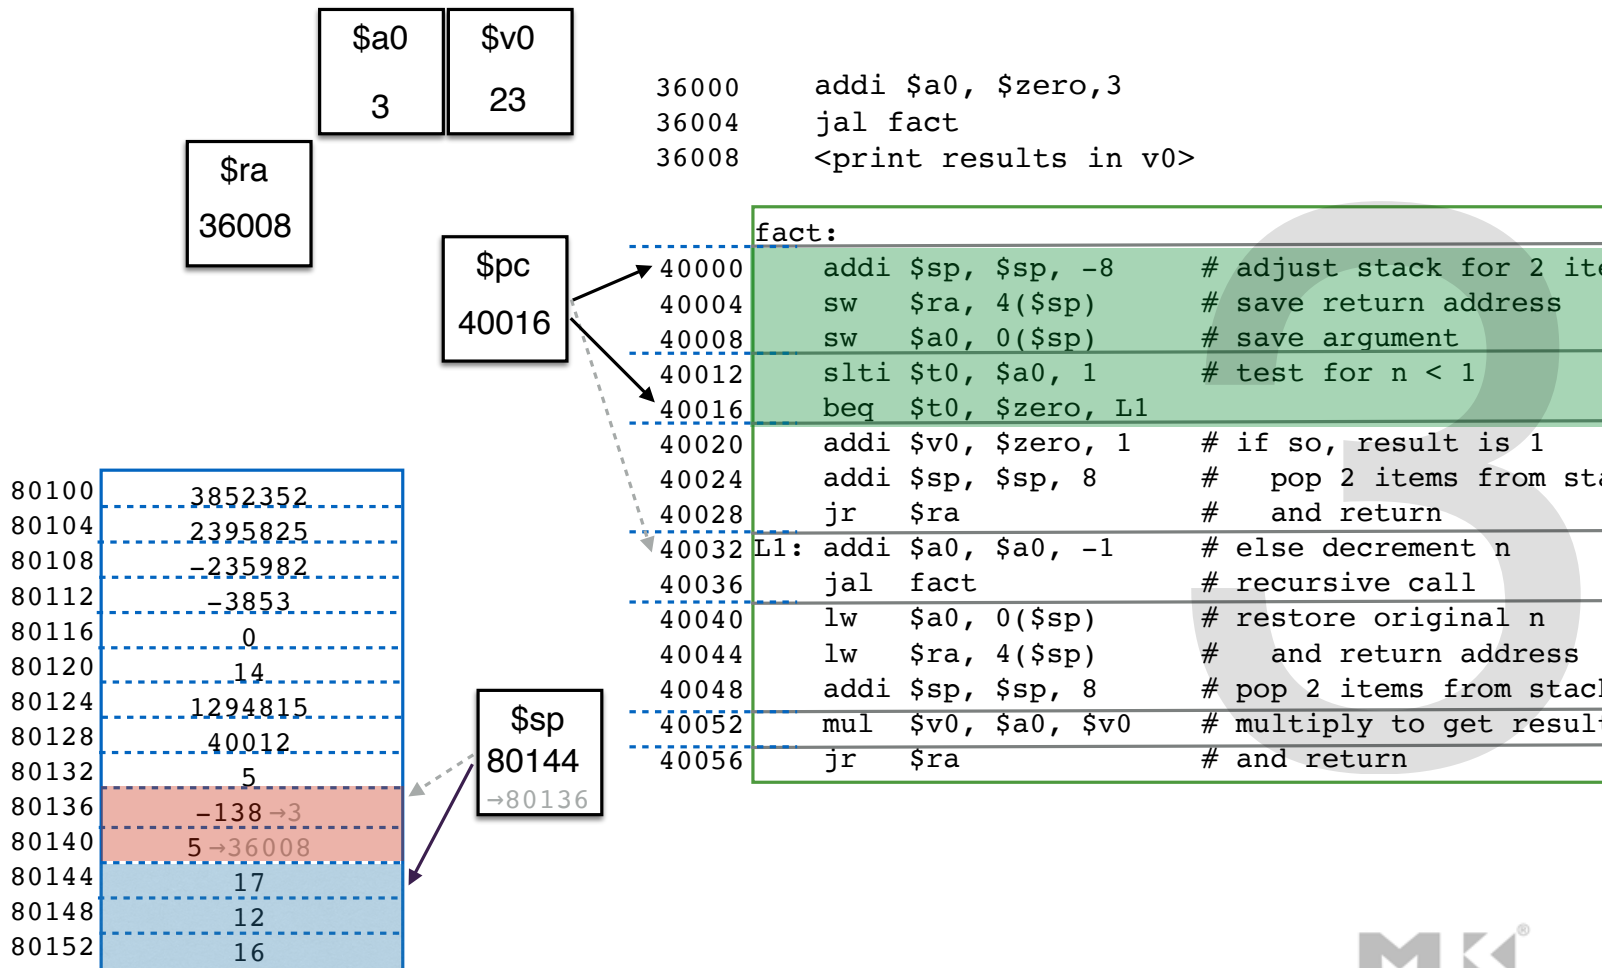 $a0
3
$v0
23
$ra
36008
36000 addi $a0, $zero,3
36004 jal fact
36008 <print results in v0>
$pc
40016
fact:
40000 addi $sp, $sp, -8 # adjust stack for 2 ite
40004 sw $ra, 4($sp) # save return address
40008 sw $a0, 0($sp) # save argument
40012 slti $t0, $a0, 1 # test for n < 1
40016 beq $t0, $zero, L1
40020 addi $v0, $zero, 1 # if so, result is 1
40024 addi $sp, $sp, 8 # pop 2 items from sta
40028 jr $ra # and return
40032 L1: addi $a0, $a0, -1 # else decrement n
40036 jal fact # recursive call
40040 lw $a0, 0($sp) # restore original n
40044 lw $ra, 4($sp) # and return address
40048 addi $sp, $sp, 8 # pop 2 items from stack
40052 mul $v0, $a0, $v0 # multiply to get result
40056 jr $ra # and return
3
80100 3852352
80104 2395825
80108 -235982
80112 -3853
80116 0
80120 14
80124 1294815
80128 40012
80132 5
80136 -138→3
80140 5→36008
80144 17
80148 12
80152 16
$sp
80144
→80136
MK®